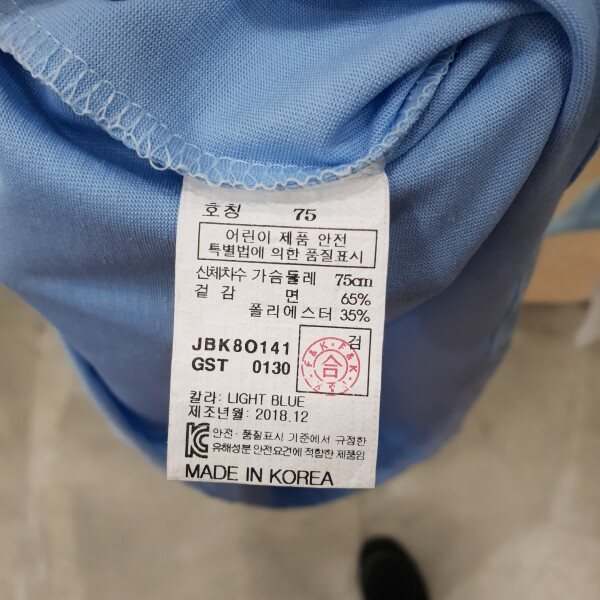 호칭 75
어린이 제품 안전
특별법에 의한 품질표시
신체차수 가슴둘레 75cm
겉감 면 65%
폴리에스터 35%
JBK8O141 검
GST 0130
F&K F&K 合
칼라: LIGHT BLUE
제조년월: 2018.12
KC 안전·품질표시 기준에서 규정한
유해성분 안전요건에 적합한 제품임
MADE IN KOREA